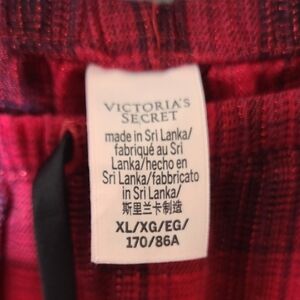 VICTORIA'S
SECRET
made in Sri Lanka/
fabriqué au Sri
Lanka/hecho en
Sri Lanka/fabbricato
in Sri Lanka/
斯里兰卡制造
XL/XG/EG/
170/86A